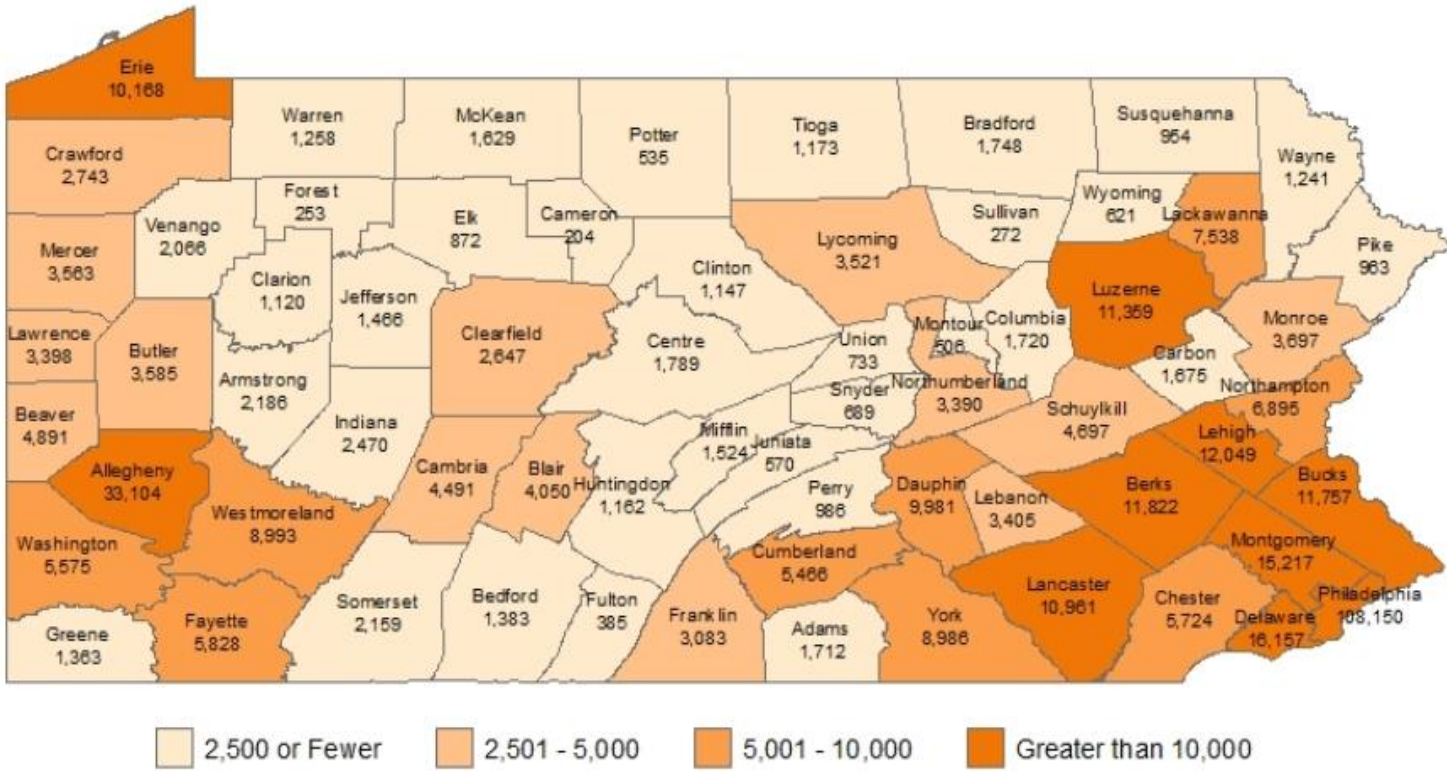 Erie
10,168
Warren
1,258
McKean
1,629
Potter
535
Tioga
1,173
Bradford
1,748
Susquehanna
954
Wayne
1,241
Crawford
2,743
Forest
253
Venango
2,066
Elk
872
Cameron
204
Sullivan
272
Wyoming
621
Lackawanna
7,538
Pike
963
Mercer
3,563
Clarion
1,120
Jefferson
1,466
Clinton
1,147
Lycoming
3,521
Luzerne
11,359
Monroe
3,697
Lawrence
3,398
Butler
3,585
Clearfield
2,647
Centre
1,789
Union
733
Montour
506
Columbia
1,720
Carbon
1,675
Northampton
6,895
Armstrong
2,186
Snyder
689
Northumberland
3,390
Schuylkill
4,697
Beaver
4,891
Indiana
2,470
Mifflin
1,524
Juniata
570
Lehigh
12,049
Allegheny
33,104
Cambria
4,491
Blair
4,050
Huntingdon
1,162
Perry
986
Dauphin
9,981
Lebanon
3,405
Berks
11,822
Bucks
11,757
Westmoreland
8,993
Washington
5,575
Cumberland
5,466
Montgomery
15,217
Greene
1,363
Fayette
5,828
Somerset
2,159
Bedford
1,383
Fulton
385
Franklin
3,083
Adams
1,712
York
8,986
Lancaster
10,961
Chester
5,724
Delaware
16,157
Philadelphia
108,150
2,500 or Fewer
2,501 - 5,000
5,001 - 10,000
Greater than 10,000